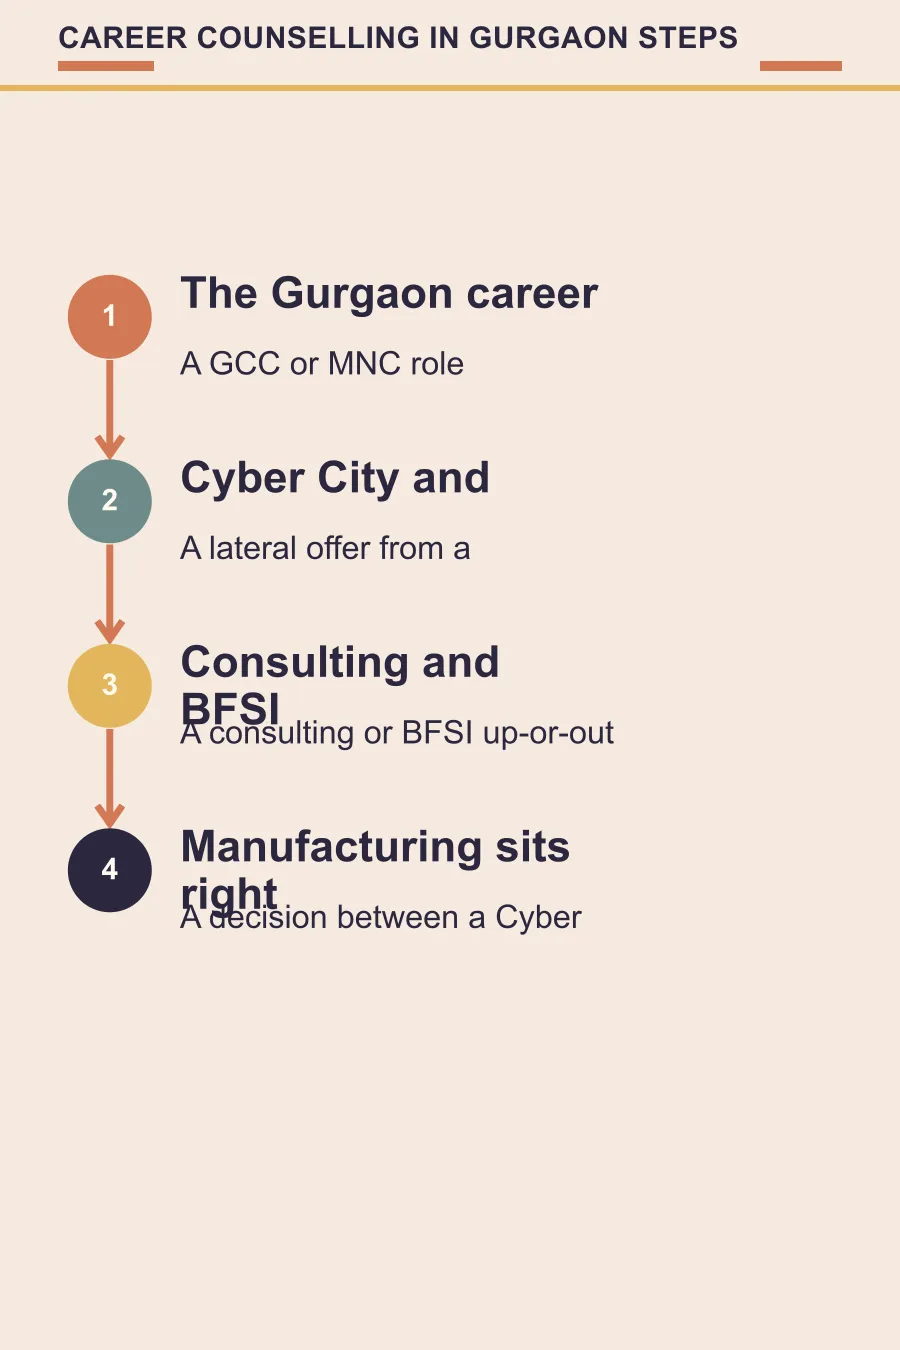 CAREER COUNSELLING IN GURGAON STEPS
1
The Gurgaon career
A GCC or MNC role
2
Cyber City and
A lateral offer from a
3
Consulting and
BFSI
A consulting or BFSI up-or-out
4
Manufacturing sits
right
A decision between a Cyber